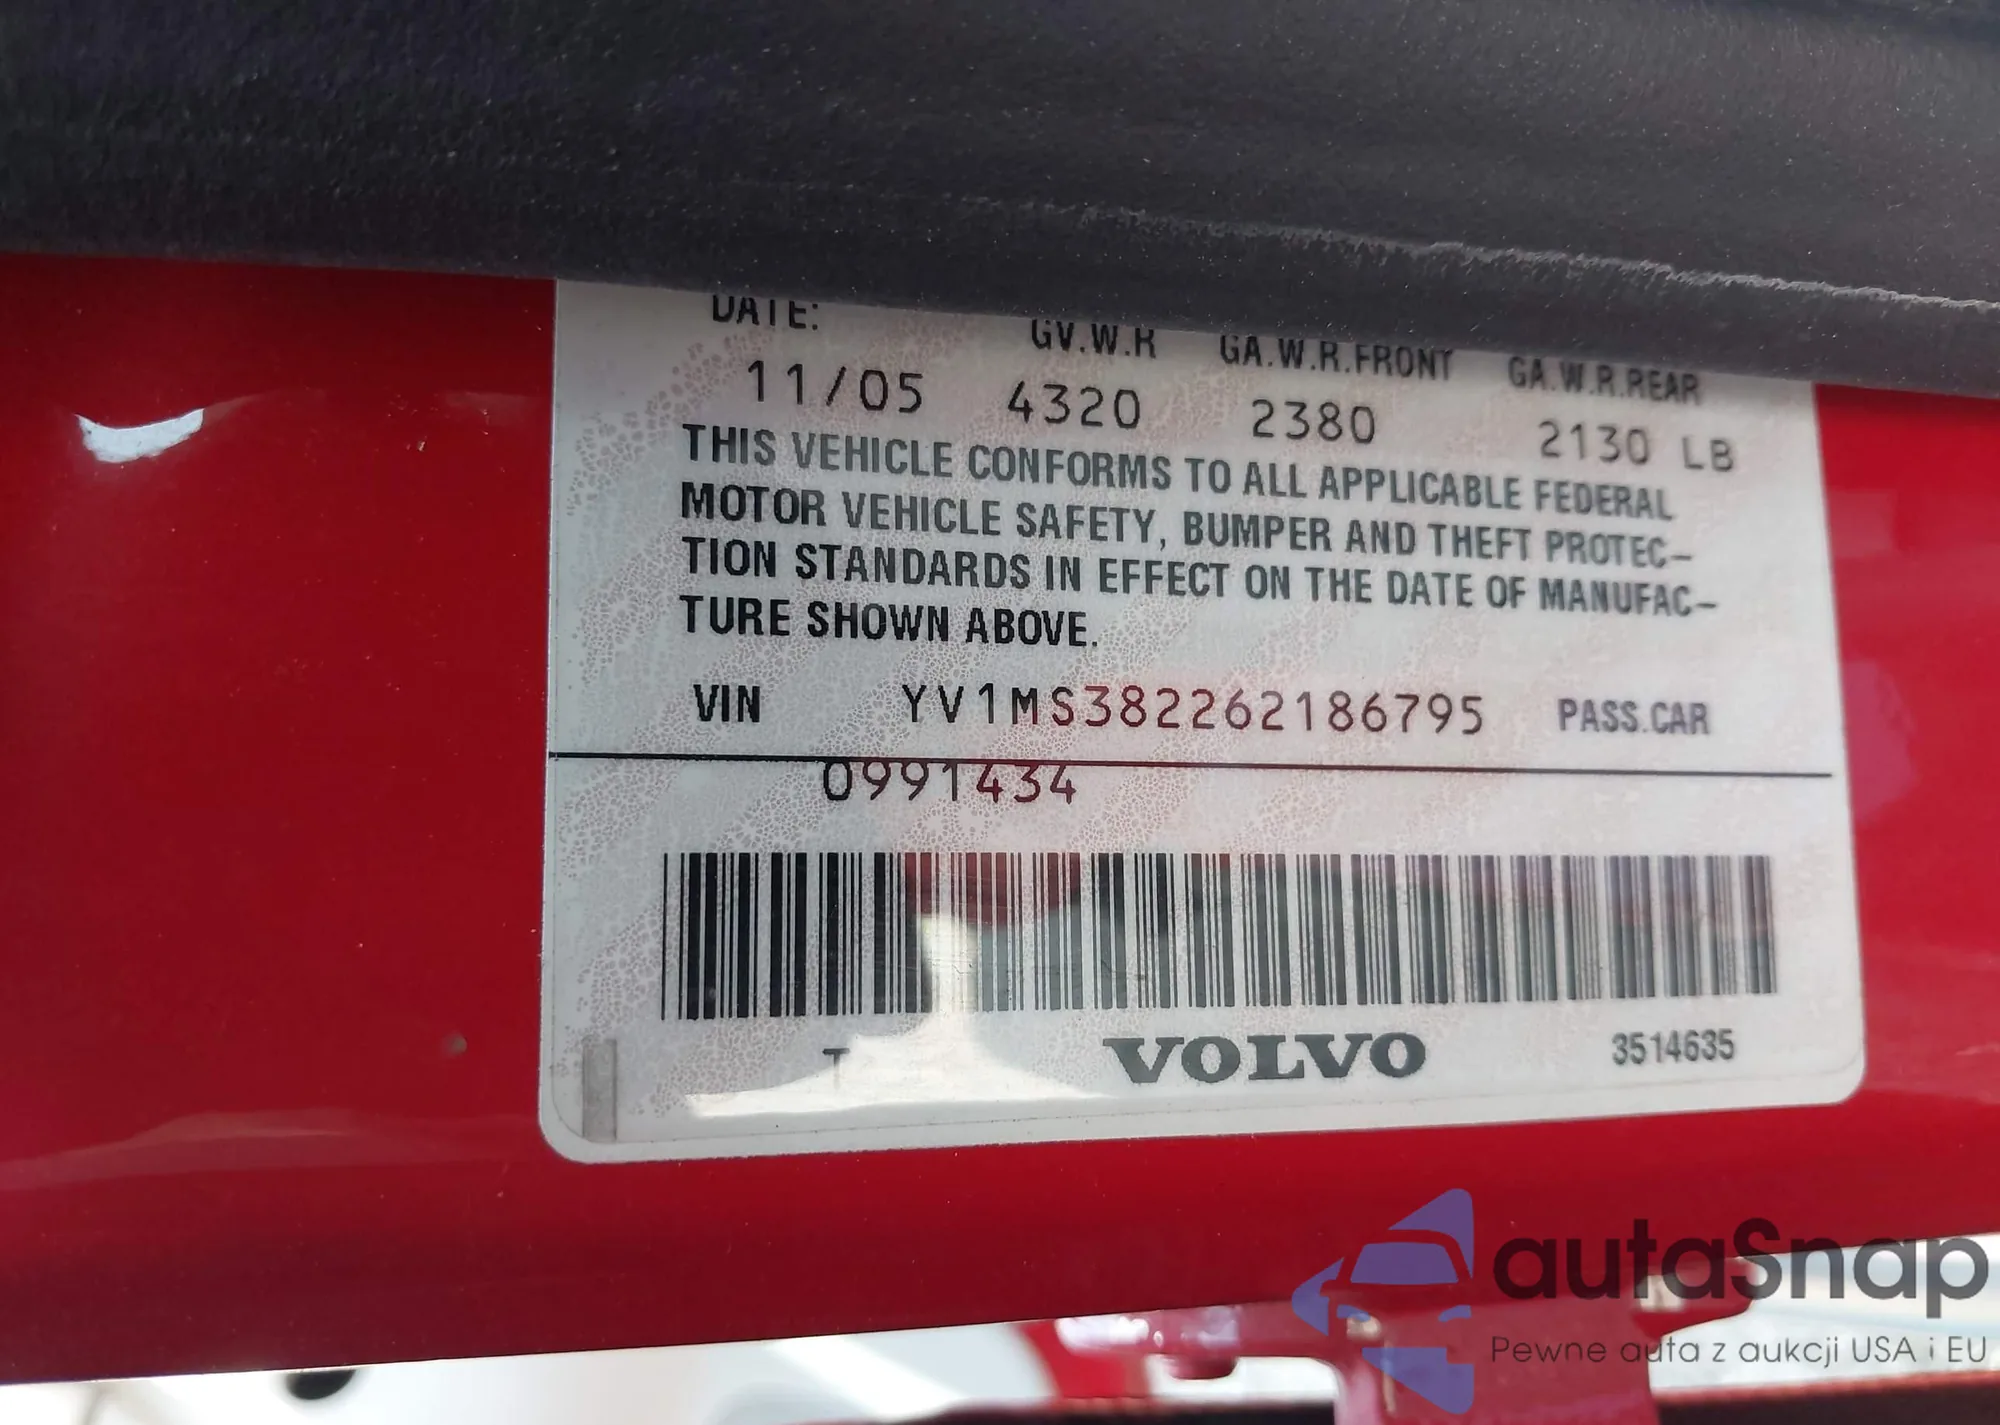 DATE: GV.W.R GA.W.R.FRONT GA.W.R.REAR
11/05 4320 2380 2130 LB
THIS VEHICLE CONFORMS TO ALL APPLICABLE FEDERAL
MOTOR VEHICLE SAFETY, BUMPER AND THEFT PROTEC-
TION STANDARDS IN EFFECT ON THE DATE OF MANUFAC-
TURE SHOWN ABOVE.
VIN YV1MS382262186795 PASS.CAR
0991434
T VOLVO 3514635
autaSnap
Pewne auta z aukcji USA i EU